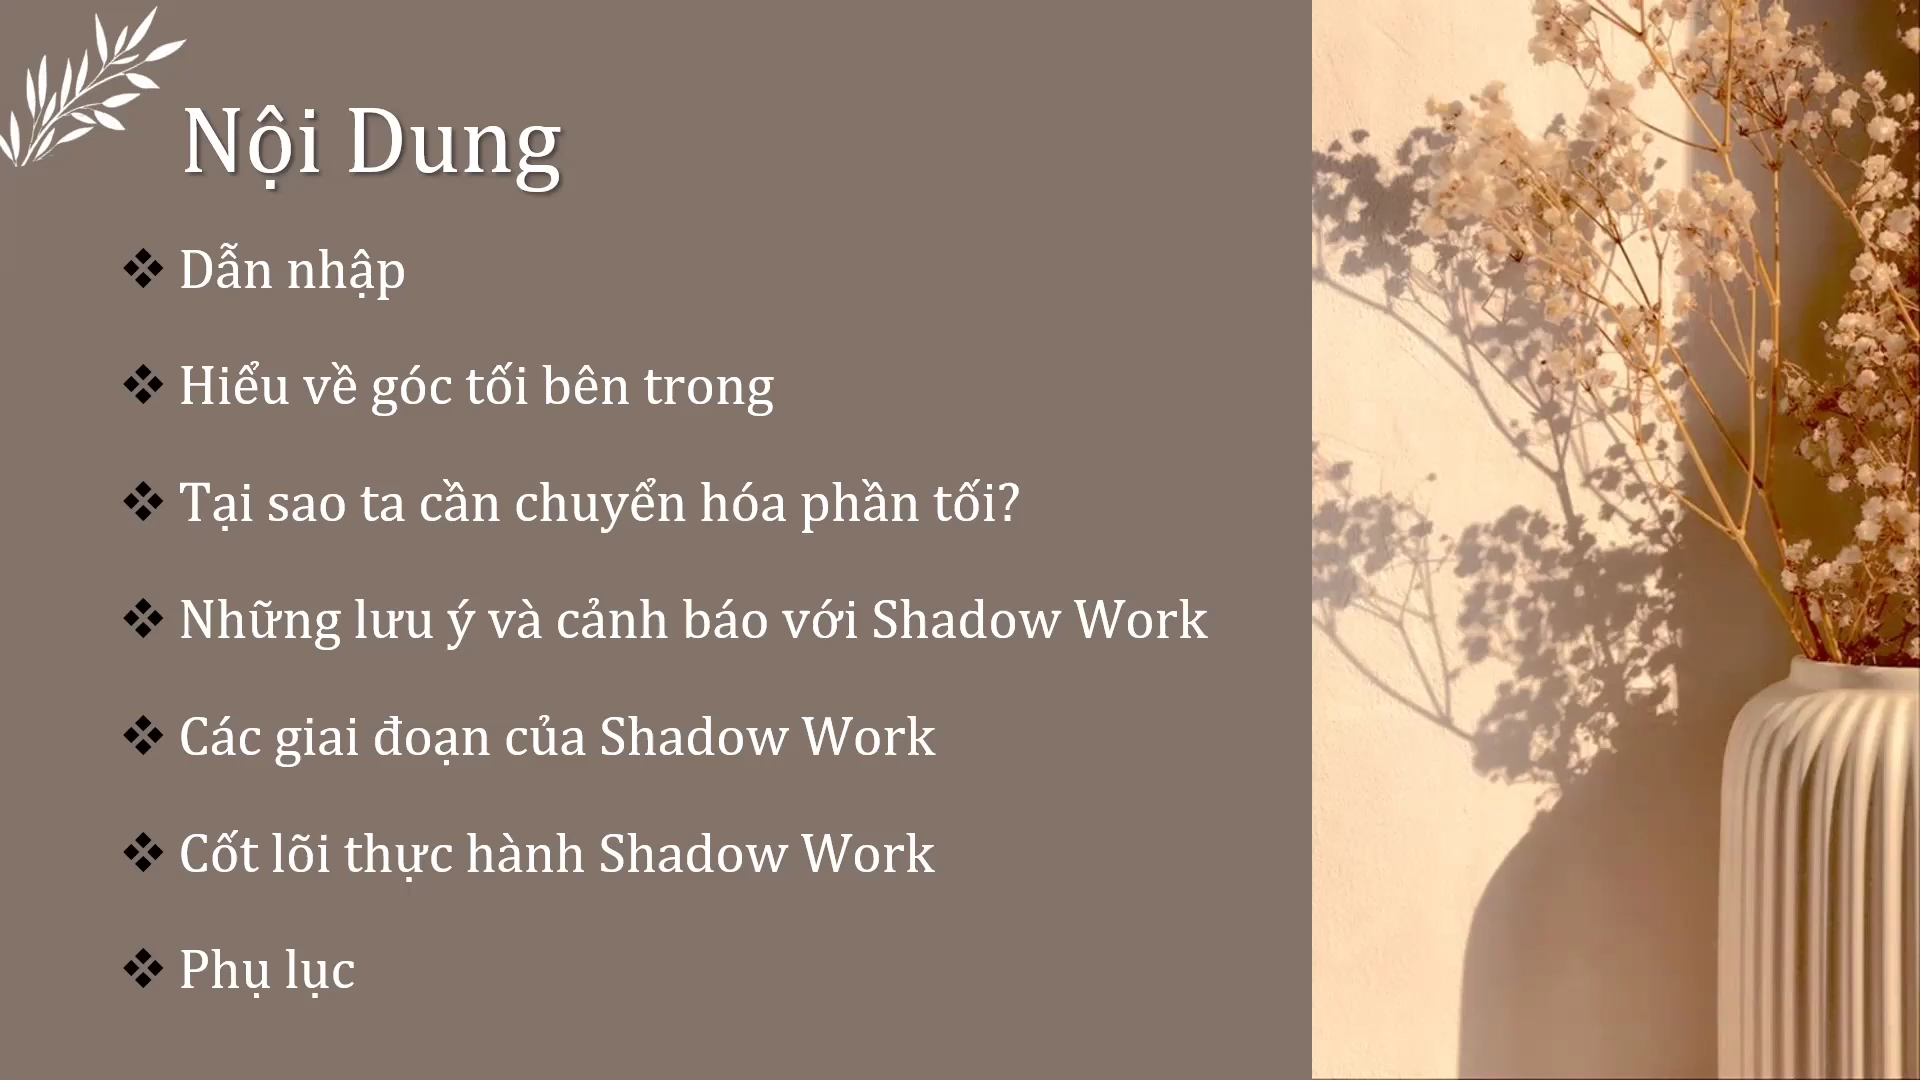 Nội Dung
❖ Dẫn nhập
❖ Hiểu về góc tối bên trong
❖ Tại sao ta cần chuyển hóa phần tối?
❖ Những lưu ý và cảnh báo với Shadow Work
❖ Các giai đoạn của Shadow Work
❖ Cốt lõi thực hành Shadow Work
❖ Phụ lục